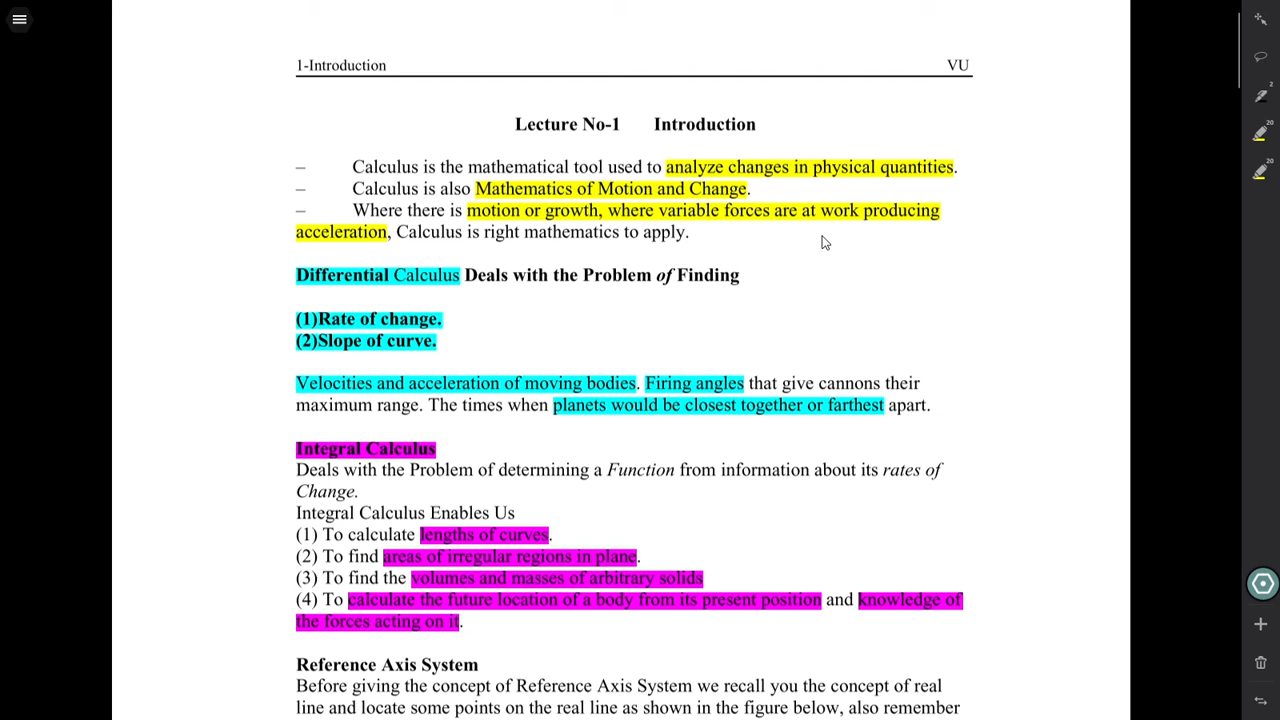 1-Introduction VU
Lecture No-1 Introduction
– Calculus is the mathematical tool used to analyze changes in physical quantities.
– Calculus is also Mathematics of Motion and Change.
– Where there is motion or growth, where variable forces are at work producing
acceleration, Calculus is right mathematics to apply.
Differential Calculus Deals with the Problem of Finding
(1)Rate of change.
(2)Slope of curve.
Velocities and acceleration of moving bodies. Firing angles that give cannons their
maximum range. The times when planets would be closest together or farthest apart.
Integral Calculus
Deals with the Problem of determining a Function from information about its rates of
Change.
Integral Calculus Enables Us
(1) To calculate lengths of curves.
(2) To find areas of irregular regions in plane.
(3) To find the volumes and masses of arbitrary solids
(4) To calculate the future location of a body from its present position and knowledge of
the forces acting on it.
Reference Axis System
Before giving the concept of Reference Axis System we recall you the concept of real
line and locate some points on the real line as shown in the figure below, also remember
2
20
20